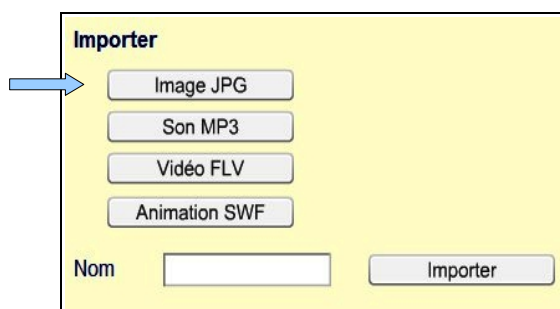 Importer
Image JPG
Son MP3
Vidéo FLV
Animation SWF
Nom Importer